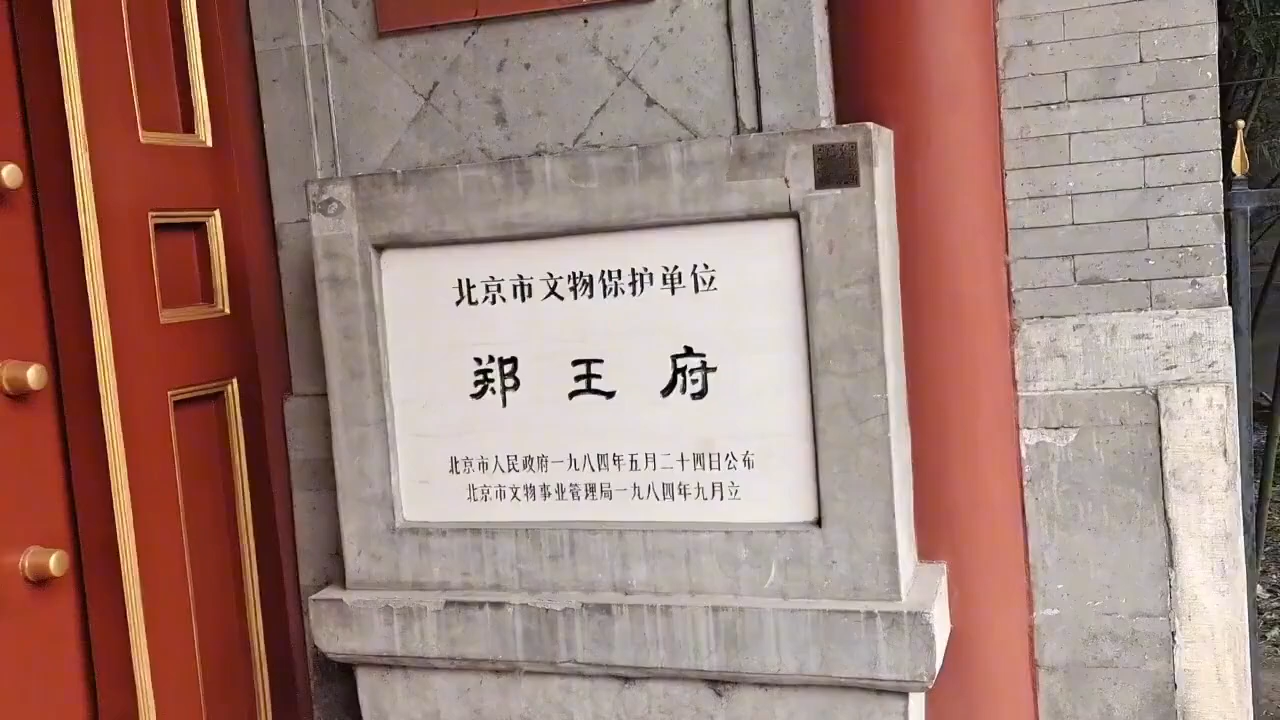 北京市文物保护单位
郑王府
北京市人民政府一九八四年五月二十四日公布
北京市文物事业管理局一九八四年九月立